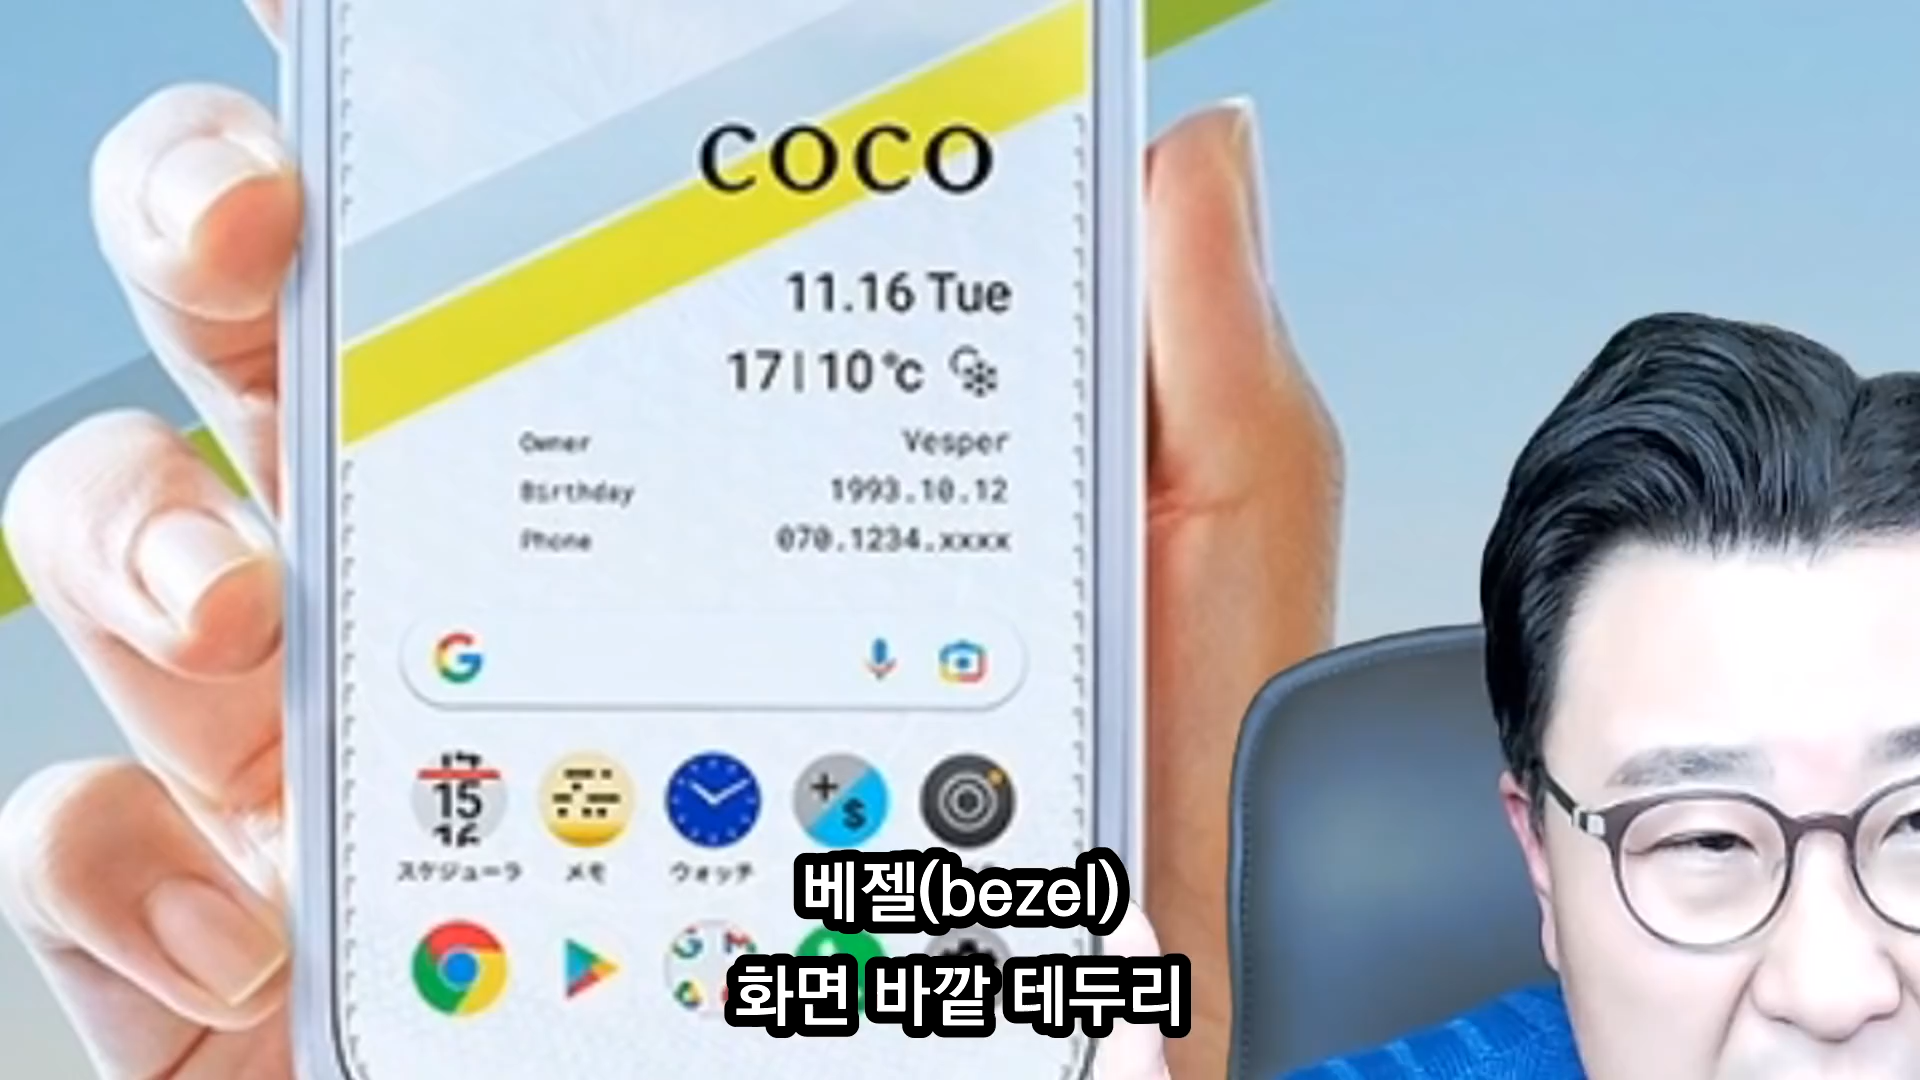 coco
11.16 Tue
17|10℃
Owner Vesper
Birthday 1993.10.12
Phone 070.1234.xxxx
G
15
16
+
$
スケジューラ メモ ウォッチ
베젤(bezel)
화면 바깥 테두리